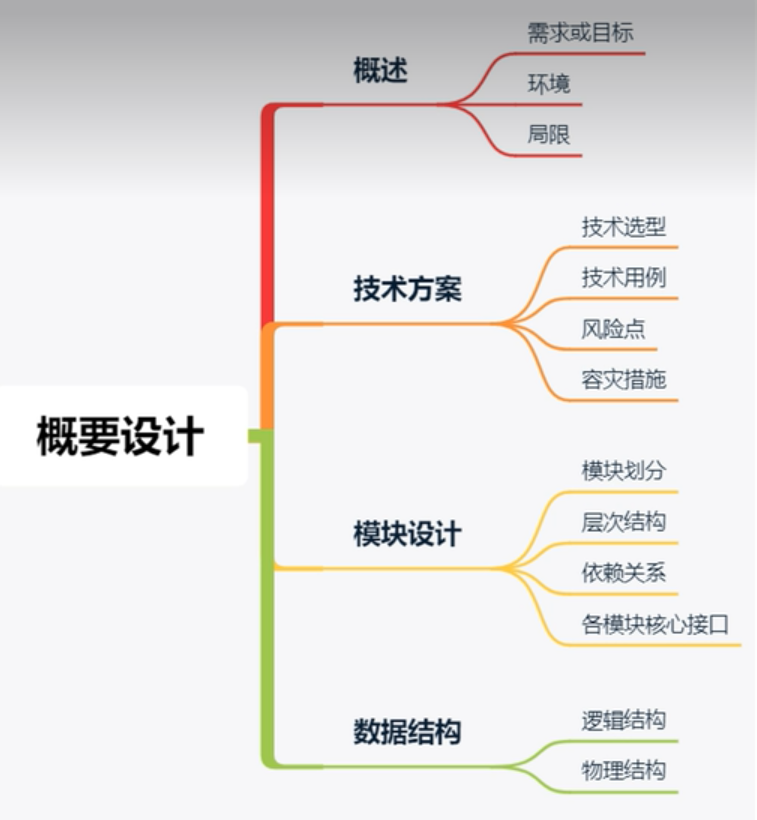 概要设计
概述
需求或目标
环境
局限
技术方案
技术选型
技术用例
风险点
容灾措施
模块设计
模块划分
层次结构
依赖关系
各模块核心接口
数据结构
逻辑结构
物理结构